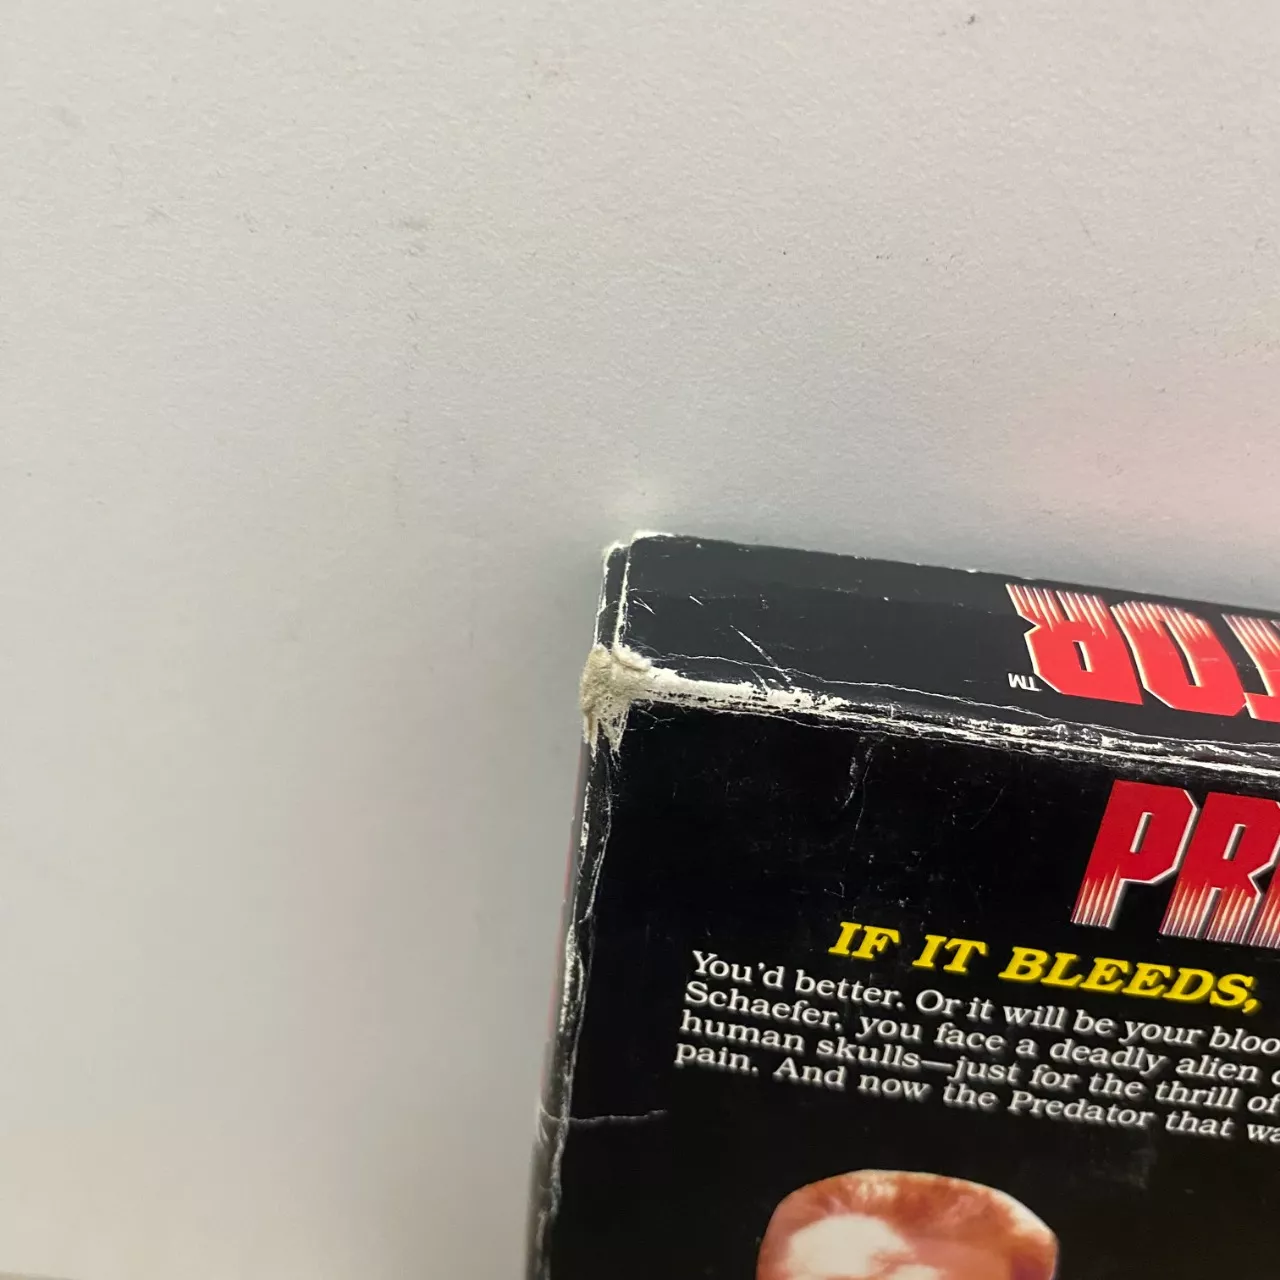 TOR
TM
PR
IF IT BLEEDS,
You'd better. Or it will be your bloo
Schaefer, you face a deadly alien
human skulls—just for the thrill of
pain. And now the Predator that wa